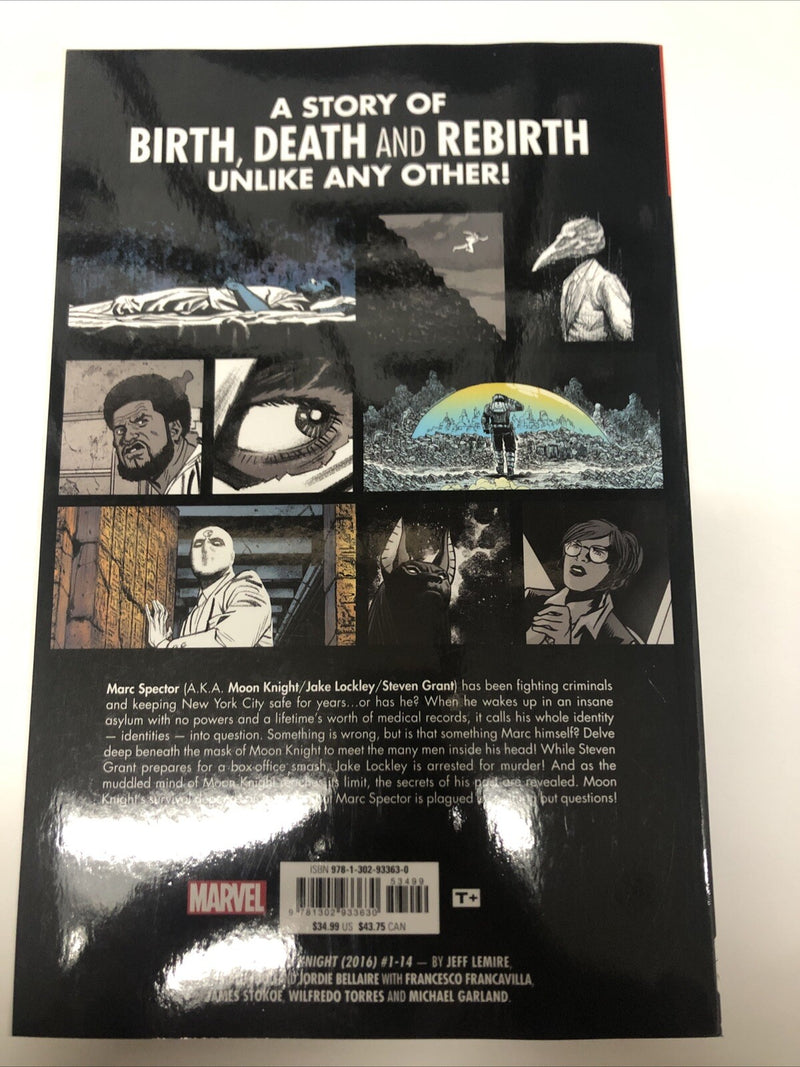 A STORY OF
BIRTH, DEATH AND REBIRTH
UNLIKE ANY OTHER!
Marc Spector (A.K.A. Moon Knight/Jake Lockley/Steven Grant) has been fighting criminals
and keeping New York City safe for years...or has he? When he wakes up in an insane
asylum with no powers and a lifetime's worth of medical records, it calls his whole identity
— identities — into question. Something is wrong, but is that something Marc himself? Delve
deep beneath the mask of Moon Knight to meet the many men inside his head! While Steven
Grant prepares for a box-office smash, Jake Lockley is arrested for murder! And as the
muddled mind of Moon Knight reaches its limit, the secrets of his past are revealed. Moon
Knight's survival Marc Spector is plagued but questions!
ISBN 978-1-302-93363-0
53499
9 781302 933630
$34.99 US $43.75 CAN
MARVEL
T+
KNIGHT (2016) #1-14 — BY JEFF LEMIRE,
JORDIE BELLAIRE WITH FRANCESCO FRANCAVILLA,
JAMES STOKOE, WILFREDO TORRES AND MICHAEL GARLAND.